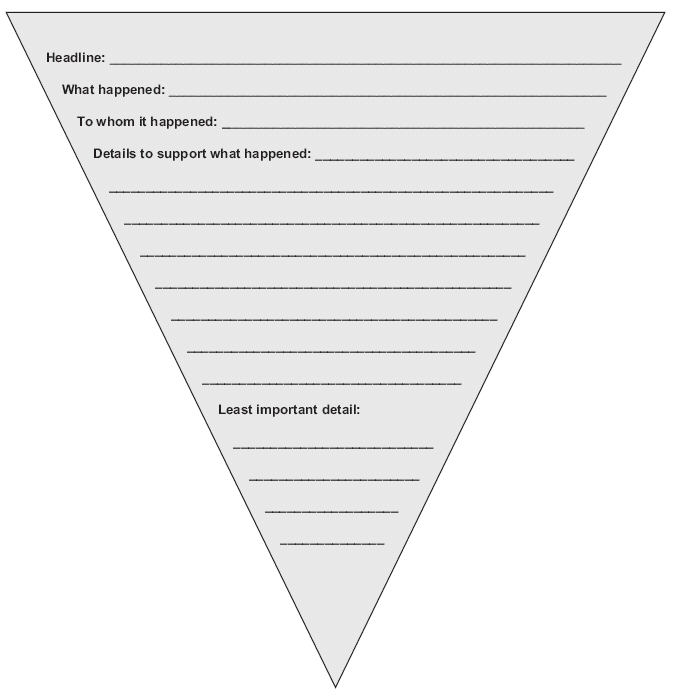 Headline:
What happened:
To whom it happened:
Details to support what happened:
Least important detail: